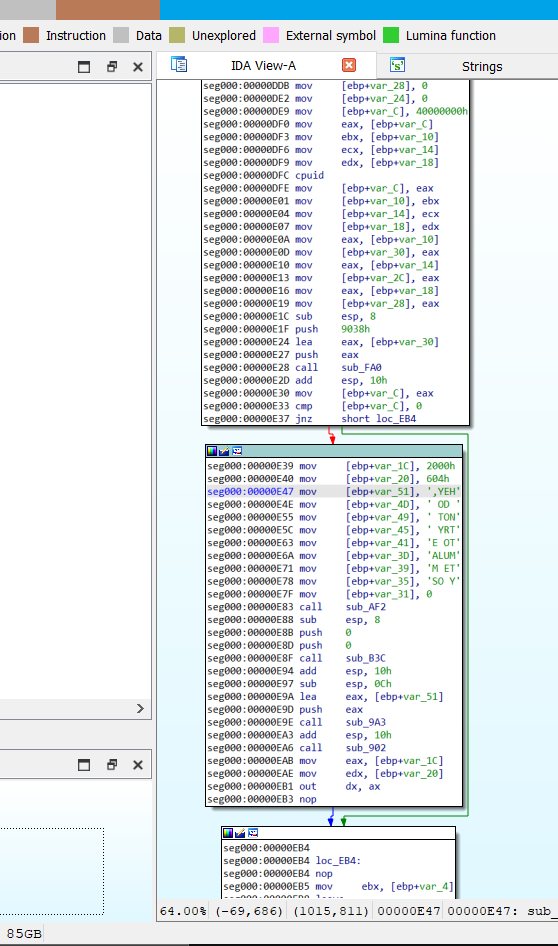 ion Instruction Data Unexplored External symbol Lumina function
IDA View-A Strings
seg000:00000DDB mov [ebp+var_28], 0
seg000:00000DE2 mov [ebp+var_24], 0
seg000:00000DE9 mov [ebp+var_C], 40000000h
seg000:00000DF0 mov eax, [ebp+var_C]
seg000:00000DF3 mov ebx, [ebp+var_10]
seg000:00000DF6 mov ecx, [ebp+var_14]
seg000:00000DF9 mov edx, [ebp+var_18]
seg000:00000DFC cpuid
seg000:00000DFE mov [ebp+var_C], eax
seg000:00000E01 mov [ebp+var_10], ebx
seg000:00000E04 mov [ebp+var_14], ecx
seg000:00000E07 mov [ebp+var_18], edx
seg000:00000E0A mov eax, [ebp+var_10]
seg000:00000E0D mov [ebp+var_30], eax
seg000:00000E10 mov eax, [ebp+var_14]
seg000:00000E13 mov [ebp+var_2C], eax
seg000:00000E16 mov eax, [ebp+var_18]
seg000:00000E19 mov [ebp+var_28], eax
seg000:00000E1C sub esp, 8
seg000:00000E1F push 9038h
seg000:00000E24 lea eax, [ebp+var_30]
seg000:00000E27 push eax
seg000:00000E28 call sub_FA0
seg000:00000E2D add esp, 10h
seg000:00000E30 mov [ebp+var_C], eax
seg000:00000E33 cmp [ebp+var_C], 0
seg000:00000E37 jnz short loc_EB4
seg000:00000E39 mov [ebp+var_1C], 2000h
seg000:00000E40 mov [ebp+var_20], 604h
seg000:00000E47 mov [ebp+var_51], ',YEH'
seg000:00000E4E mov [ebp+var_4D], ' OD '
seg000:00000E55 mov [ebp+var_49], ' TON'
seg000:00000E5C mov [ebp+var_45], ' YRT'
seg000:00000E63 mov [ebp+var_41], 'E OT'
seg000:00000E6A mov [ebp+var_3D], 'ALUM'
seg000:00000E71 mov [ebp+var_39], 'M ET'
seg000:00000E78 mov [ebp+var_35], 'SO Y'
seg000:00000E7F mov [ebp+var_31], 0
seg000:00000E83 call sub_AF2
seg000:00000E88 sub esp, 8
seg000:00000E8B push 0
seg000:00000E8D push 0
seg000:00000E8F call sub_B3C
seg000:00000E94 add esp, 10h
seg000:00000E97 sub esp, 0Ch
seg000:00000E9A lea eax, [ebp+var_51]
seg000:00000E9D push eax
seg000:00000E9E call sub_9A3
seg000:00000EA3 add esp, 10h
seg000:00000EA6 call sub_902
seg000:00000EAB mov eax, [ebp+var_1C]
seg000:00000EAE mov edx, [ebp+var_20]
seg000:00000EB1 out dx, ax
seg000:00000EB3 nop
seg000:00000EB4
seg000:00000EB4 loc_EB4:
seg000:00000EB4 nop
seg000:00000EB5 mov ebx, [ebp+var_4]
64.00% (-69,686) (1015,811) 00000E47 00000E47: sub_
85GB